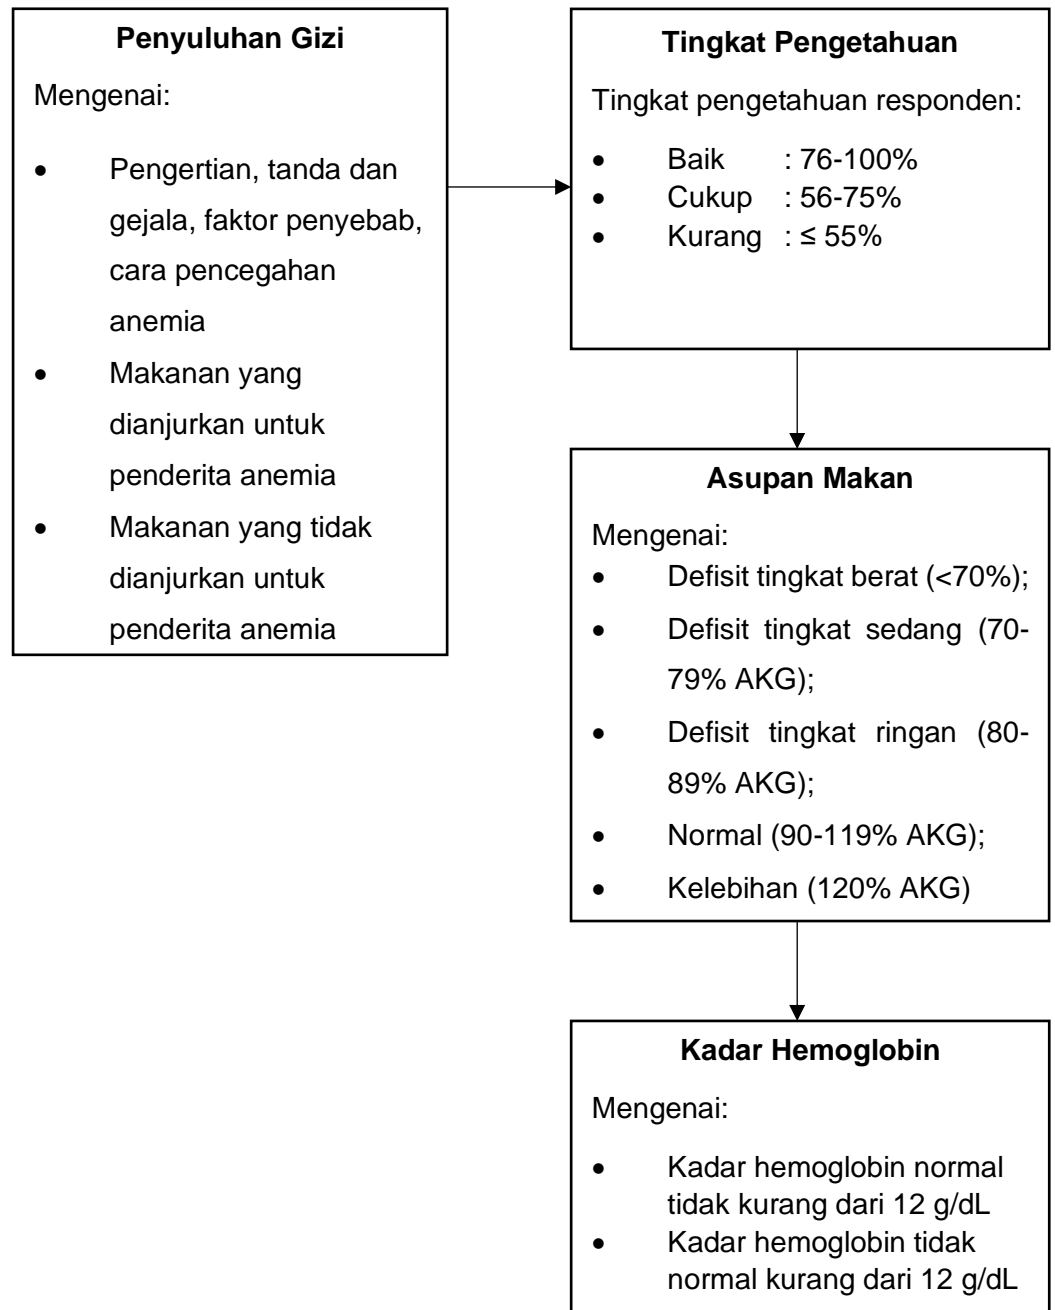 Penyuluhan Gizi
Mengenai:
• Pengertian, tanda dan
gejala, faktor penyebab,
cara pencegahan
anemia
• Makanan yang
dianjurkan untuk
penderita anemia
• Makanan yang tidak
dianjurkan untuk
penderita anemia
Tingkat Pengetahuan
Tingkat pengetahuan responden:
• Baik : 76-100%
• Cukup : 56-75%
• Kurang : ≤ 55%
Asupan Makan
Mengenai:
• Defisit tingkat berat (<70%);
• Defisit tingkat sedang (70-
79% AKG);
• Defisit tingkat ringan (80-
89% AKG);
• Normal (90-119% AKG);
• Kelebihan (120% AKG)
Kadar Hemoglobin
Mengenai:
• Kadar hemoglobin normal
tidak kurang dari 12 g/dL
• Kadar hemoglobin tidak
normal kurang dari 12 g/dL